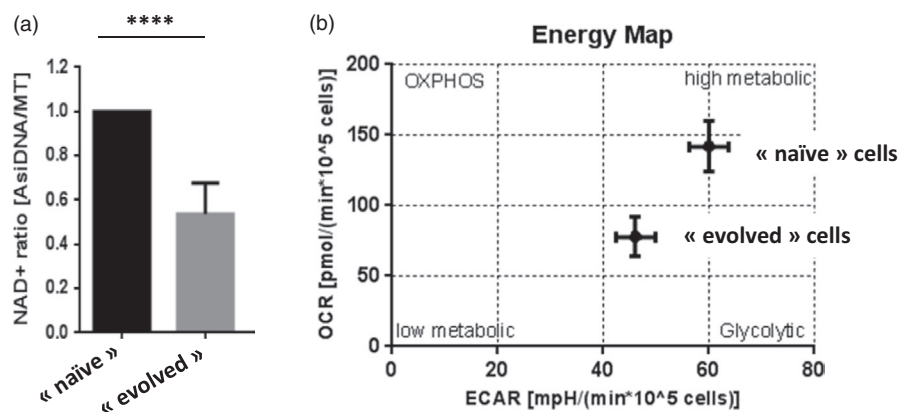 (a)
****
NAD+ ratio [AsiDNA/MT]
1.2
1.0
0.8
0.6
0.4
0.2
0.0
« naïve »
« evolved »
(b)
Energy Map
OCR [pmol/(min*10^5 cells)]
200
150
100
50
0
OXPHOS
high metabolic
« naïve » cells
« evolved » cells
low metabolic
Glycolytic
0
20
40
60
80
ECAR [mpH/(min*10^5 cells)]